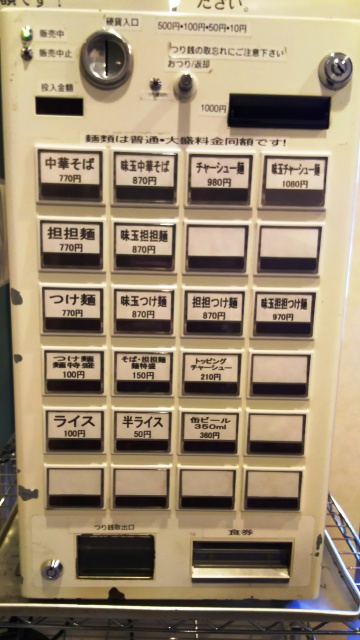 ださい。
販売中
販売中止
硬貨入口
500円・100円・50円・10円
つり銭の取忘れにご注意下さい
おつり/返却
投入金額
1000円
麺類は普通・大盛料金同額です!
中華そば 770円
味玉中華そば 870円
チャーシュー麺 980円
味玉チャーシュー麺 1080円
担担麺 770円
味玉担担麺 870円
つけ麺 770円
味玉つけ麺 870円
担担つけ麺 870円
味玉担担つけ麺 970円
つけ麺
麺特盛
100円
そば・担担麺
麺特盛
150円
トッピング
チャーシュー
210円
ライス 100円
半ライス 50円
缶ビール
350ml
360円
つり銭取出口
食券